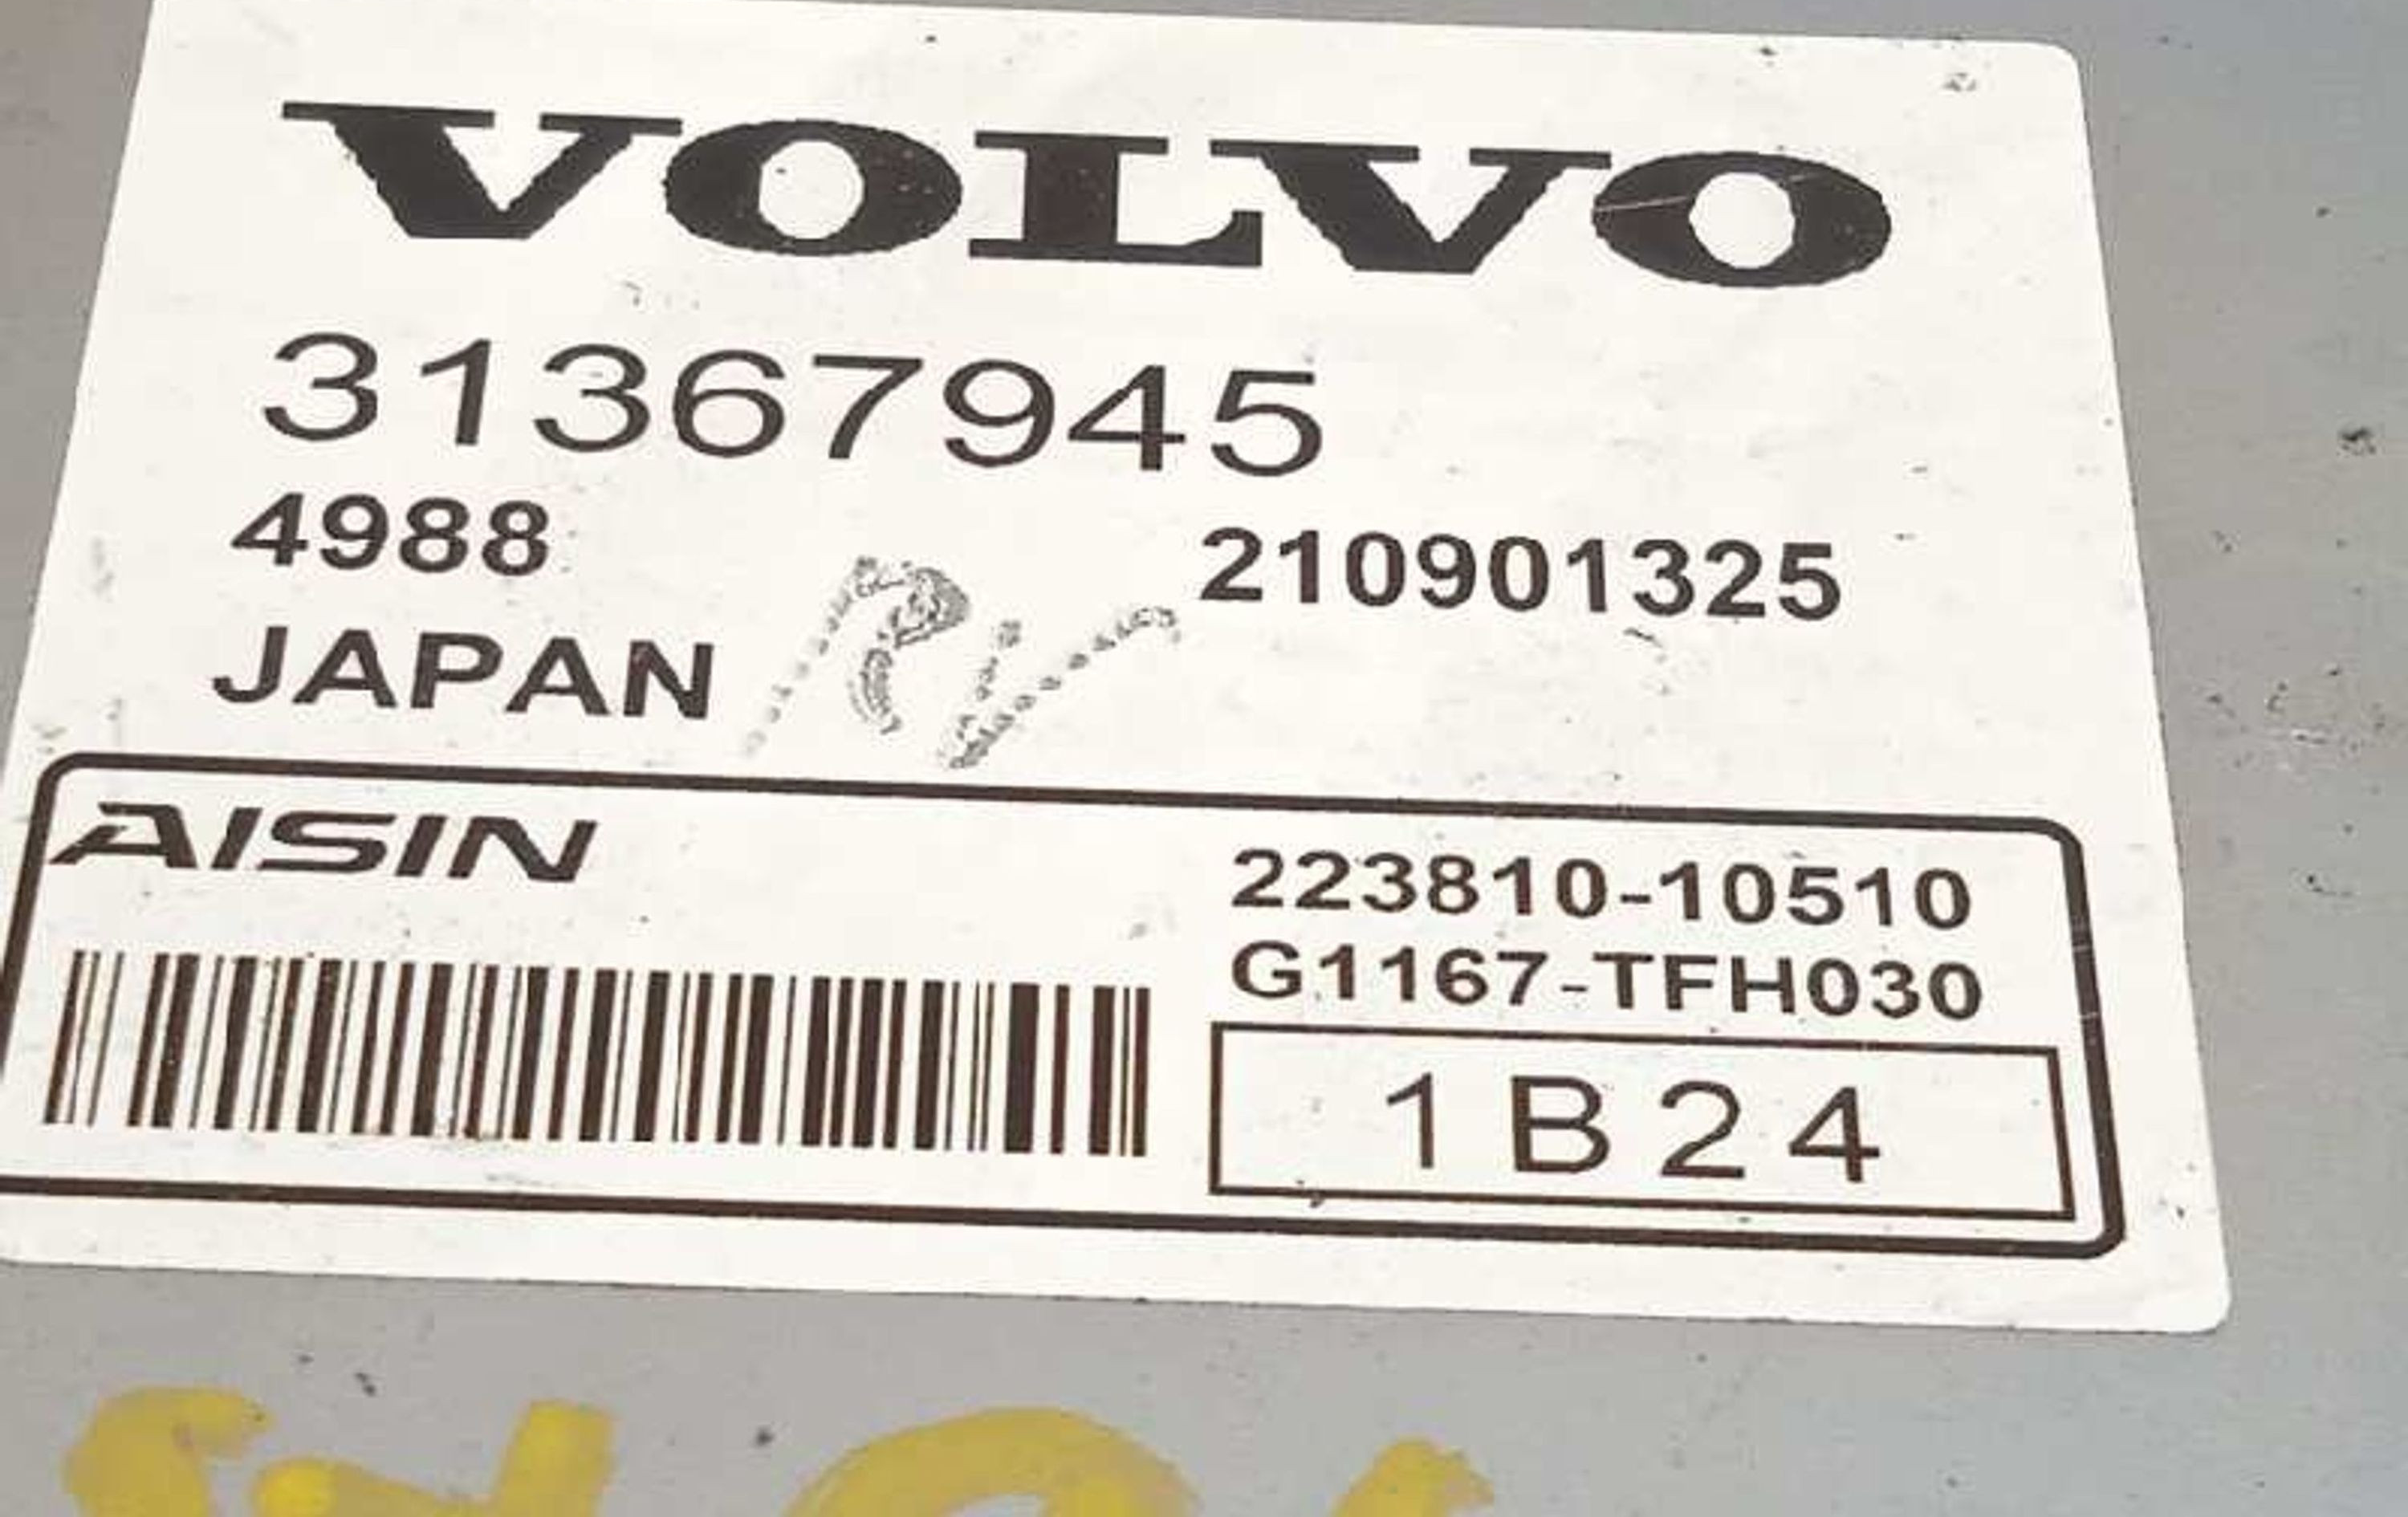 VOLVO
31367945
4988 210901325
JAPAN
AISIN
223810-10510
G1167-TFH030
1B24